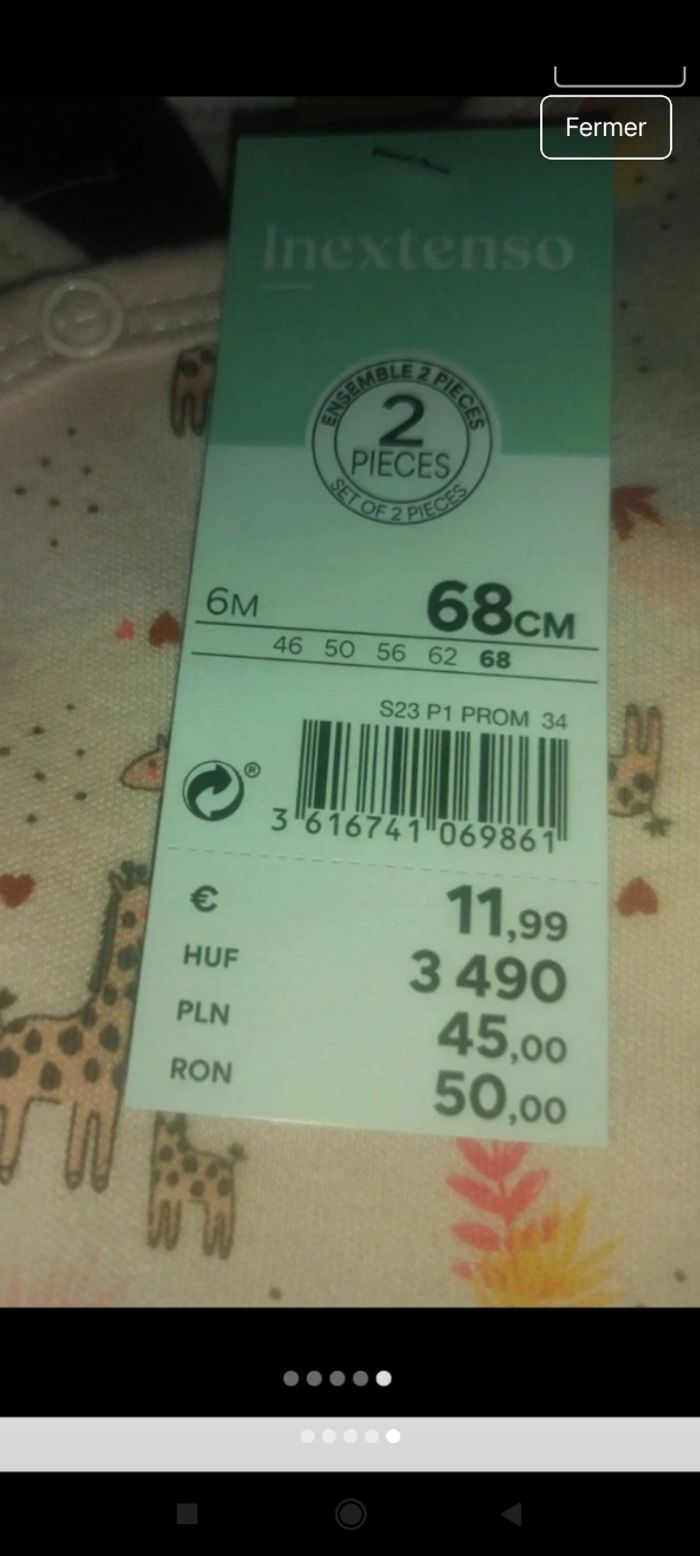 Fermer
Inextenso
ENSEMBLE 2 PIECES
2
PIECES
SET OF 2 PIECES
6M 68CM
46 50 56 62 68
S23 P1 PROM 34
®
3 616741 069861
€ 11,99
HUF 3 490
PLN 45,00
RON 50,00